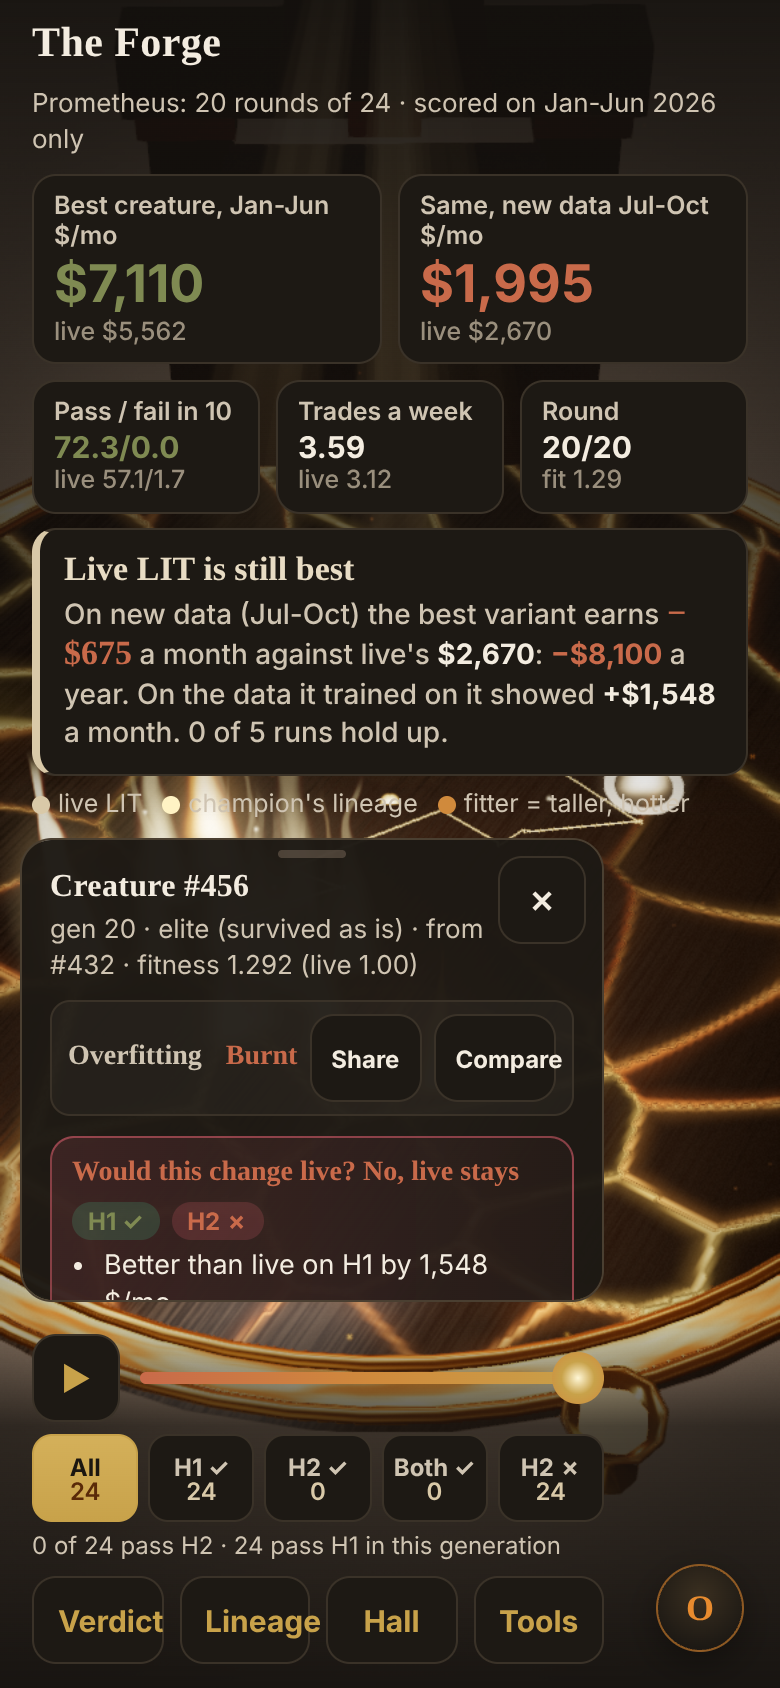 The Forge
Prometheus: 20 rounds of 24 · scored on Jan-Jun 2026
only
Best creature, Jan-Jun
$/mo
$7,110
live $5,562
Same, new data Jul-Oct
$/mo
$1,995
live $2,670
Pass / fail in 10
72.3/0.0
live 57.1/1.7
Trades a week
3.59
live 3.12
Round
20/20
fit 1.29
Live LIT is still best
On new data (Jul-Oct) the best variant earns −
$675 a month against live's $2,670: −$8,100 a
year. On the data it trained on it showed +$1,548
a month. 0 of 5 runs hold up.
live LIT champion's lineage fitter = taller, hotter
Creature #456
×
gen 20 · elite (survived as is) · from
#432 · fitness 1.292 (live 1.00)
Overfitting Burnt Share Compare
Would this change live? No, live stays
H1 ✓ H2 ×
• Better than live on H1 by 1,548
$/mo
All
24
H1 ✓
24
H2 ✓
0
Both ✓
0
H2 ×
24
0 of 24 pass H2 · 24 pass H1 in this generation
Verdict Lineage Hall Tools
O